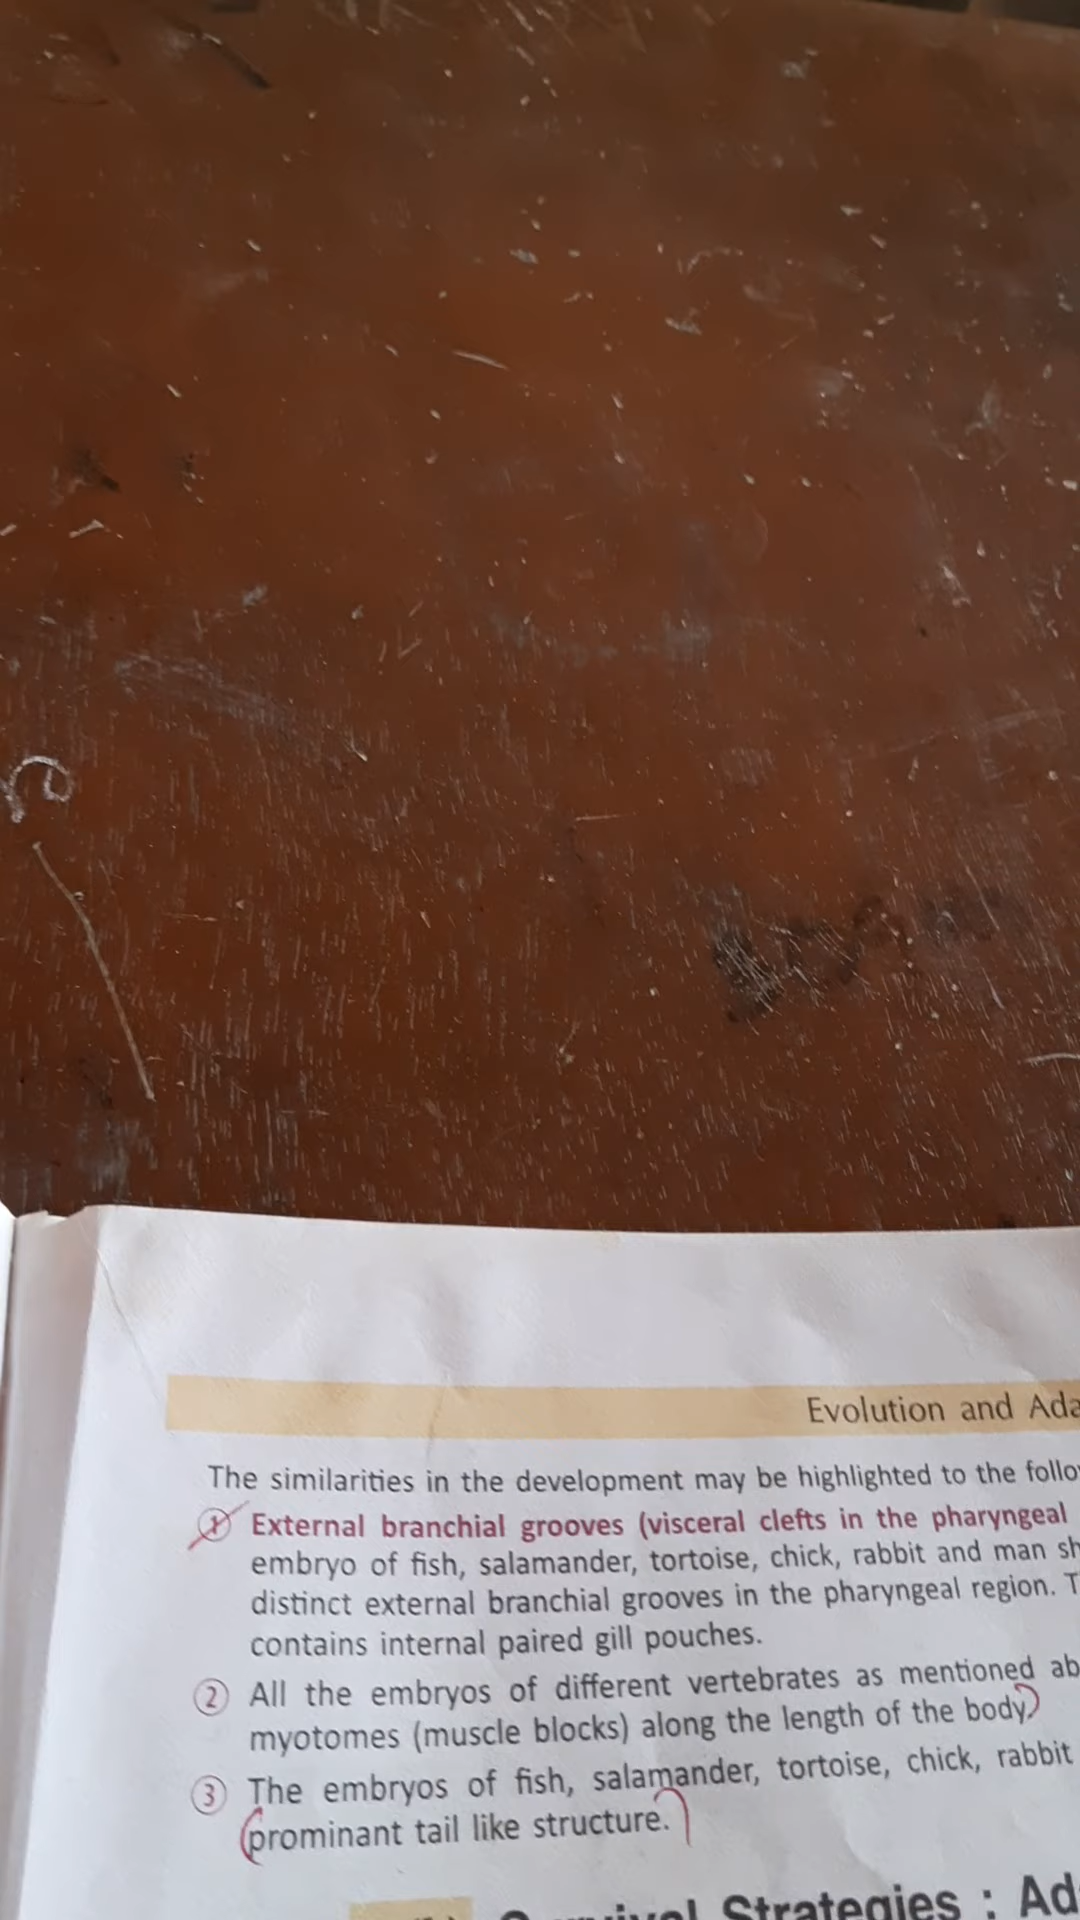 Evolution and Ada
The similarities in the development may be highlighted to the follo
1 External branchial grooves (visceral clefts in the pharyngeal
embryo of fish, salamander, tortoise, chick, rabbit and man sh
distinct external branchial grooves in the pharyngeal region. T
contains internal paired gill pouches.
2 All the embryos of different vertebrates as mentioned ab
myotomes (muscle blocks) along the length of the body)
3 The embryos of fish, salamander, tortoise, chick, rabbit
(prominant tail like structure.)
Survival Strategies : Ad